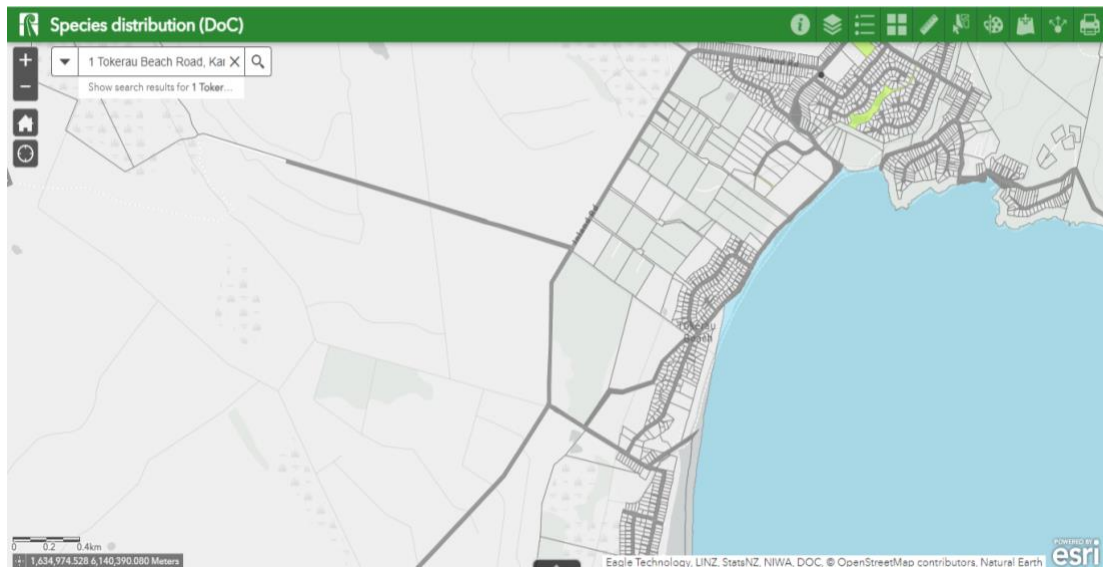 Species distribution (DoC)
+
1 Tokerau Beach Road, Kai
Show search results for 1 Toker...
−
Tokerau
Beach
0 0.2 0.4km
1,634,974.528 6,140,390.080 Meters
Eagle Technology, LINZ, StatsNZ, NIWA, DOC, © OpenStreetMap contributors, Natural Earth
POWERED BY
esri